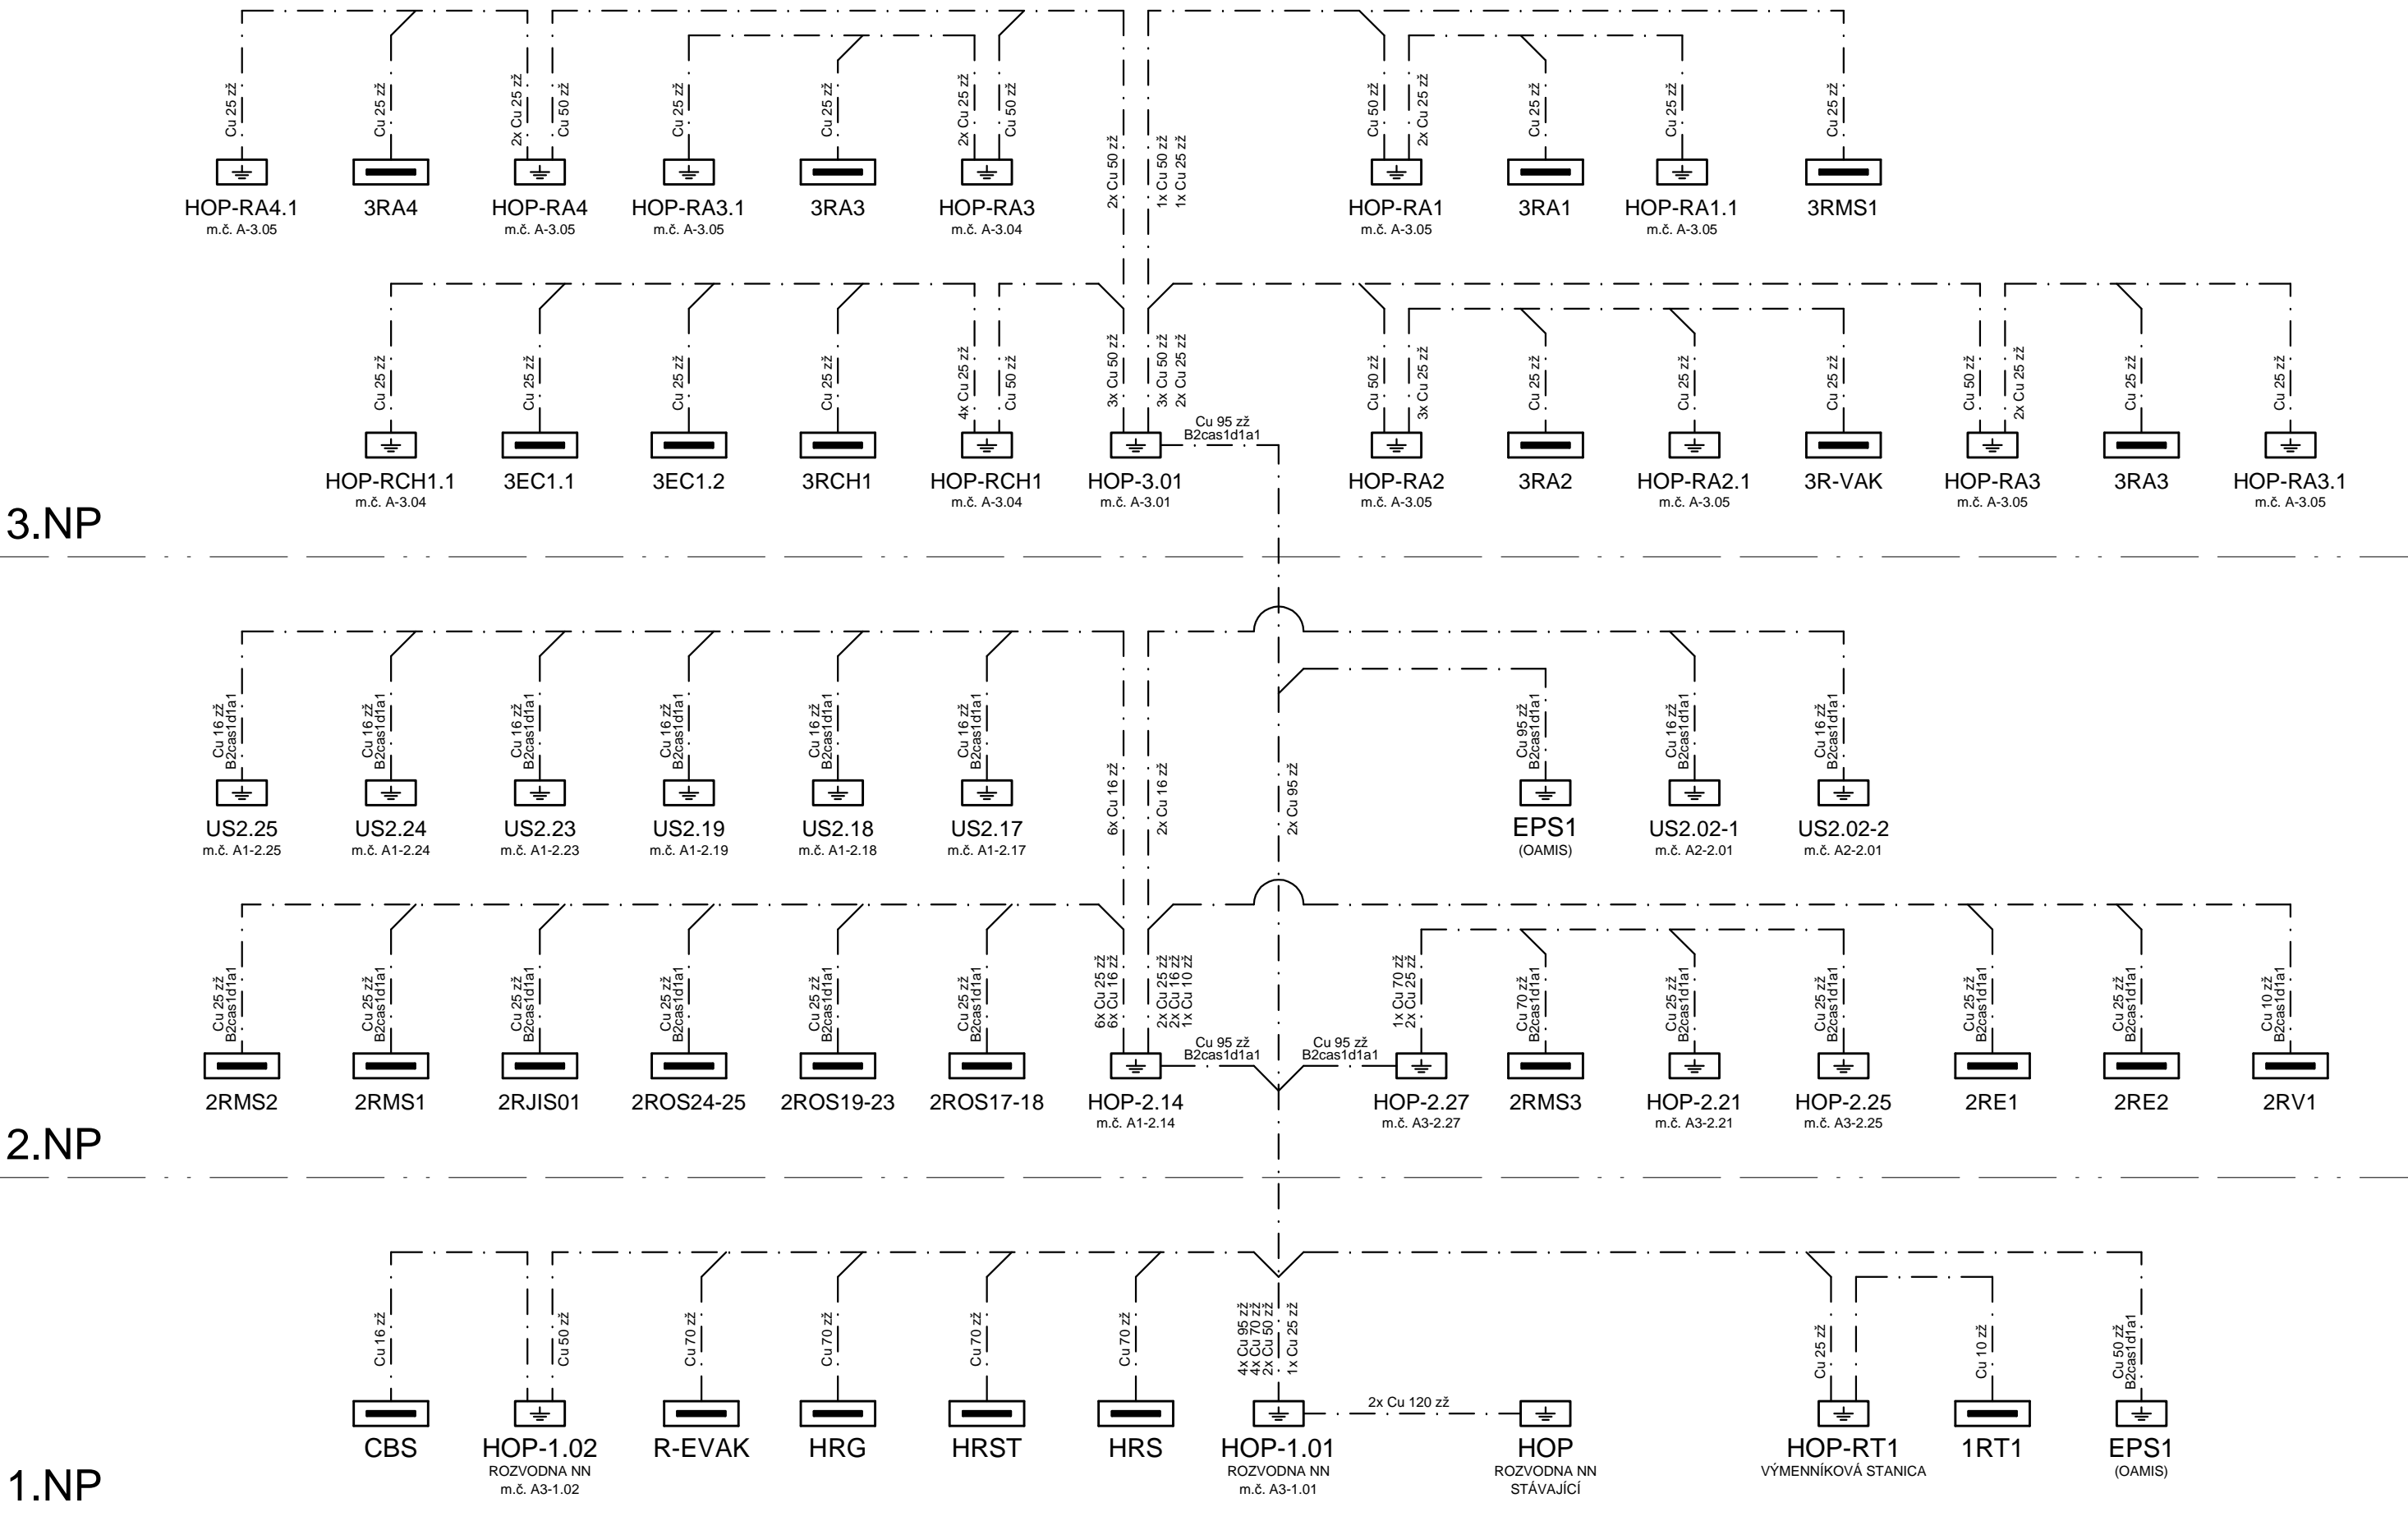 Cu 25 zž
Cu 25 zž
2x Cu 25 zž
Cu 50 zž
Cu 25 zž
Cu 25 zž
2x Cu 25 zž
Cu 50 zž
2x Cu 50 zž
1x Cu 50 zž
1x Cu 25 zž
Cu 50 zž
2x Cu 25 zž
Cu 25 zž
Cu 25 zž
Cu 25 zž
HOP-RA4.1
m.č. A-3.05
3RA4
HOP-RA4
m.č. A-3.05
HOP-RA3.1
m.č. A-3.05
3RA3
HOP-RA3
m.č. A-3.04
HOP-RA1
m.č. A-3.05
3RA1
HOP-RA1.1
m.č. A-3.05
3RMS1
Cu 25 zž
Cu 25 zž
Cu 25 zž
Cu 25 zž
4x Cu 25 zž
Cu 50 zž
3x Cu 50 zž
3x Cu 50 zž
2x Cu 25 zž
Cu 95 zž
B2cas1d1a1
Cu 50 zž
3x Cu 25 zž
Cu 25 zž
Cu 25 zž
Cu 25 zž
Cu 50 zž
2x Cu 25 zž
Cu 25 zž
Cu 25 zž
HOP-RCH1.1
m.č. A-3.04
3EC1.1
3EC1.2
3RCH1
HOP-RCH1
m.č. A-3.04
HOP-3.01
m.č. A-3.01
HOP-RA2
m.č. A-3.05
3RA2
HOP-RA2.1
m.č. A-3.05
3R-VAK
HOP-RA3
m.č. A-3.05
3RA3
HOP-RA3.1
m.č. A-3.05
3.NP
Cu 16 zž
B2cas1d1a1
Cu 16 zž
B2cas1d1a1
Cu 16 zž
B2cas1d1a1
Cu 16 zž
B2cas1d1a1
Cu 16 zž
B2cas1d1a1
Cu 16 zž
B2cas1d1a1
6x Cu 16 zž
2x Cu 16 zž
2x Cu 95 zž
Cu 95 zž
B2cas1d1a1
Cu 16 zž
B2cas1d1a1
Cu 16 zž
B2cas1d1a1
US2.25
m.č. A1-2.25
US2.24
m.č. A1-2.24
US2.23
m.č. A1-2.23
US2.19
m.č. A1-2.19
US2.18
m.č. A1-2.18
US2.17
m.č. A1-2.17
EPS1
(OAMIS)
US2.02-1
m.č. A2-2.01
US2.02-2
m.č. A2-2.01
Cu 25 zž
B2cas1d1a1
Cu 25 zž
B2cas1d1a1
Cu 25 zž
B2cas1d1a1
Cu 25 zž
B2cas1d1a1
Cu 25 zž
B2cas1d1a1
Cu 25 zž
B2cas1d1a1
6x Cu 25 zž
6x Cu 16 zž
2x Cu 25 zž
2x Cu 16 zž
1x Cu 10 zž
Cu 95 zž
B2cas1d1a1
Cu 95 zž
B2cas1d1a1
1x Cu 70 zž
2x Cu 25 zž
Cu 70 zž
B2cas1d1a1
Cu 25 zž
B2cas1d1a1
Cu 25 zž
B2cas1d1a1
Cu 25 zž
B2cas1d1a1
Cu 25 zž
B2cas1d1a1
Cu 10 zž
B2cas1d1a1
2RMS2
2RMS1
2RJIS01
2ROS24-25
2ROS19-23
2ROS17-18
HOP-2.14
m.č. A1-2.14
HOP-2.27
m.č. A3-2.27
2RMS3
HOP-2.21
m.č. A3-2.21
HOP-2.25
m.č. A3-2.25
2RE1
2RE2
2RV1
2.NP
Cu 16 zž
Cu 50 zž
Cu 70 zž
Cu 70 zž
Cu 70 zž
Cu 70 zž
4x Cu 95 zž
4x Cu 70 zž
2x Cu 50 zž
1x Cu 25 zž
2x Cu 120 zž
Cu 25 zž
Cu 10 zž
Cu 50 zž
B2cas1d1a1
CBS
HOP-1.02
ROZVODNA NN
m.č. A3-1.02
R-EVAK
HRG
HRST
HRS
HOP-1.01
ROZVODNA NN
m.č. A3-1.01
HOP
ROZVODNA NN
STÁVAJÍCÍ
HOP-RT1
VÝMENNÍKOVÁ STANICA
1RT1
EPS1
(OAMIS)
1.NP